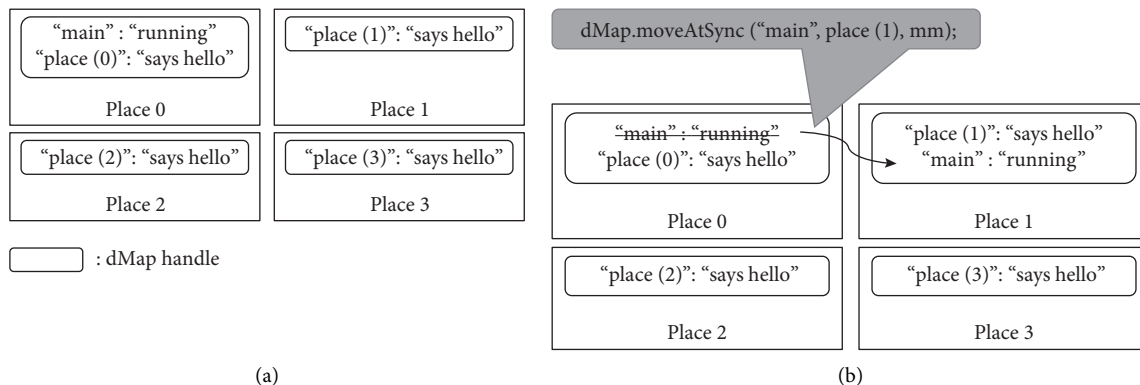 “main” : “running”
“place (0)”: “says hello”
Place 0
“place (1)”: “says hello”
Place 1
“place (2)”: “says hello”
Place 2
“place (3)”: “says hello”
Place 3
: dMap handle
(a)
dMap.moveAtSync (“main”, place (1), mm);
“main” : “running”
“place (0)”: “says hello”
Place 0
“place (1)”: “says hello”
“main” : “running”
Place 1
“place (2)”: “says hello”
Place 2
“place (3)”: “says hello”
Place 3
(b)